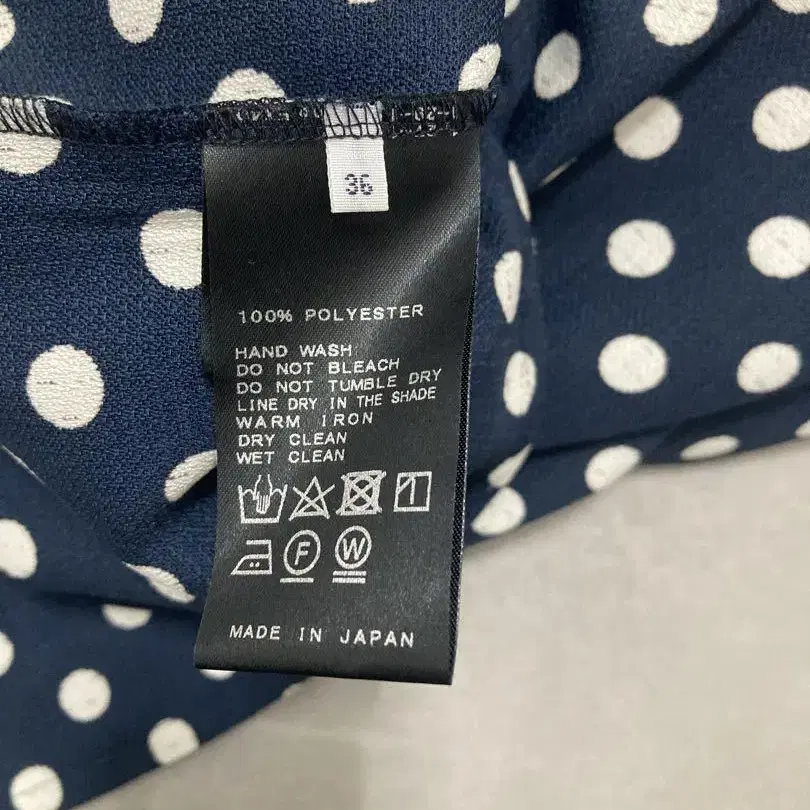 36
100% POLYESTER
HAND WASH
DO NOT BLEACH
DO NOT TUMBLE DRY
LINE DRY IN THE SHADE
WARM IRON
DRY CLEAN
WET CLEAN
F W
MADE IN JAPAN